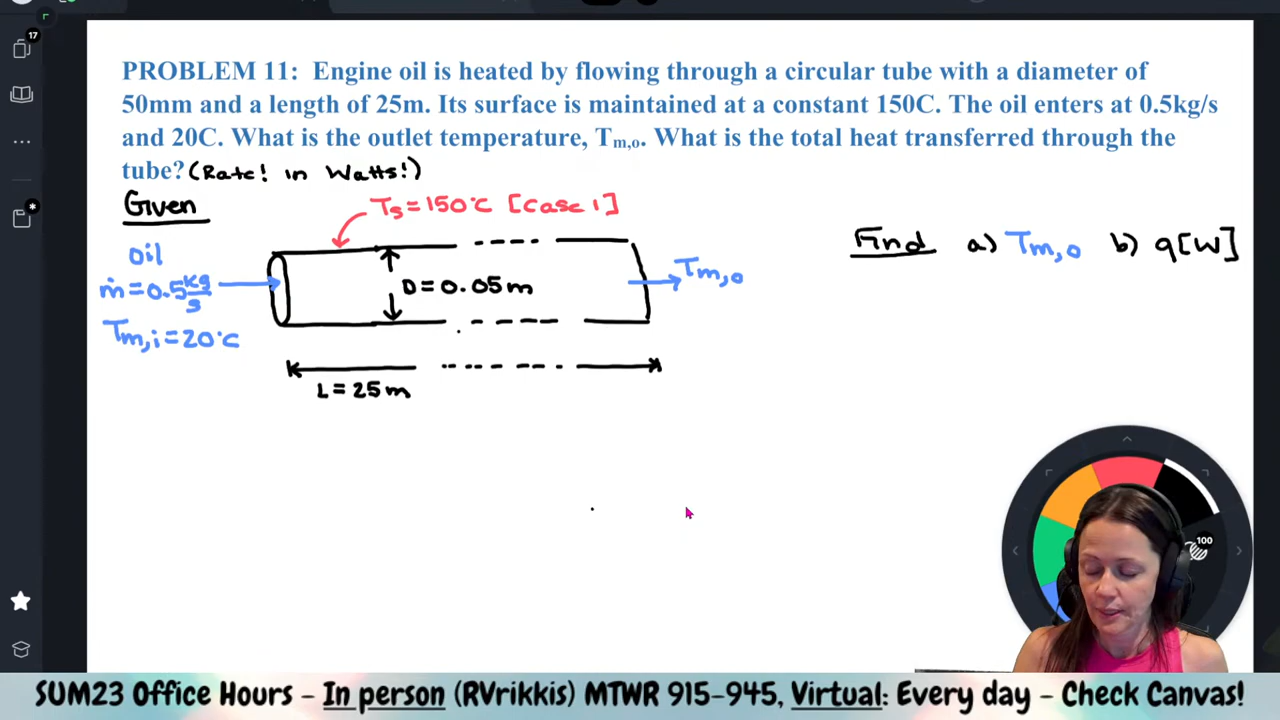 17
PROBLEM 11: Engine oil is heated by flowing through a circular tube with a diameter of
50mm and a length of 25m. Its surface is maintained at a constant 150C. The oil enters at 0.5kg/s
and 20C. What is the outlet temperature, Tm,o. What is the total heat transferred through the
tube? (Rate! in Watts!)
Given
Ts = 150°C [Case 1]
Find a) Tm,o b) q[W]
Oil
ṁ = 0.5 kg/s
Tm,i = 20°C
D = 0.05m
Tm,o
L = 25m
100
SUM23 Office Hours – In person (RVrikkis) MTWR 915-945, Virtual: Every day – Check Canvas!